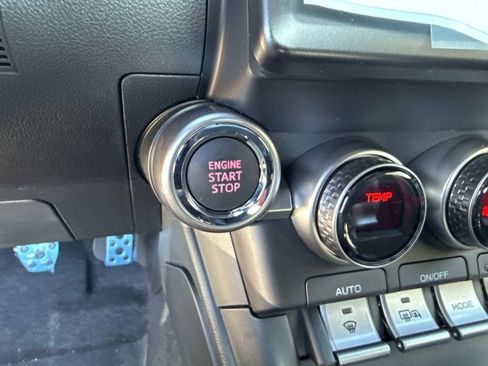 ENGINE
START
STOP
TEMP
AUTO
ON/OFF
MODE